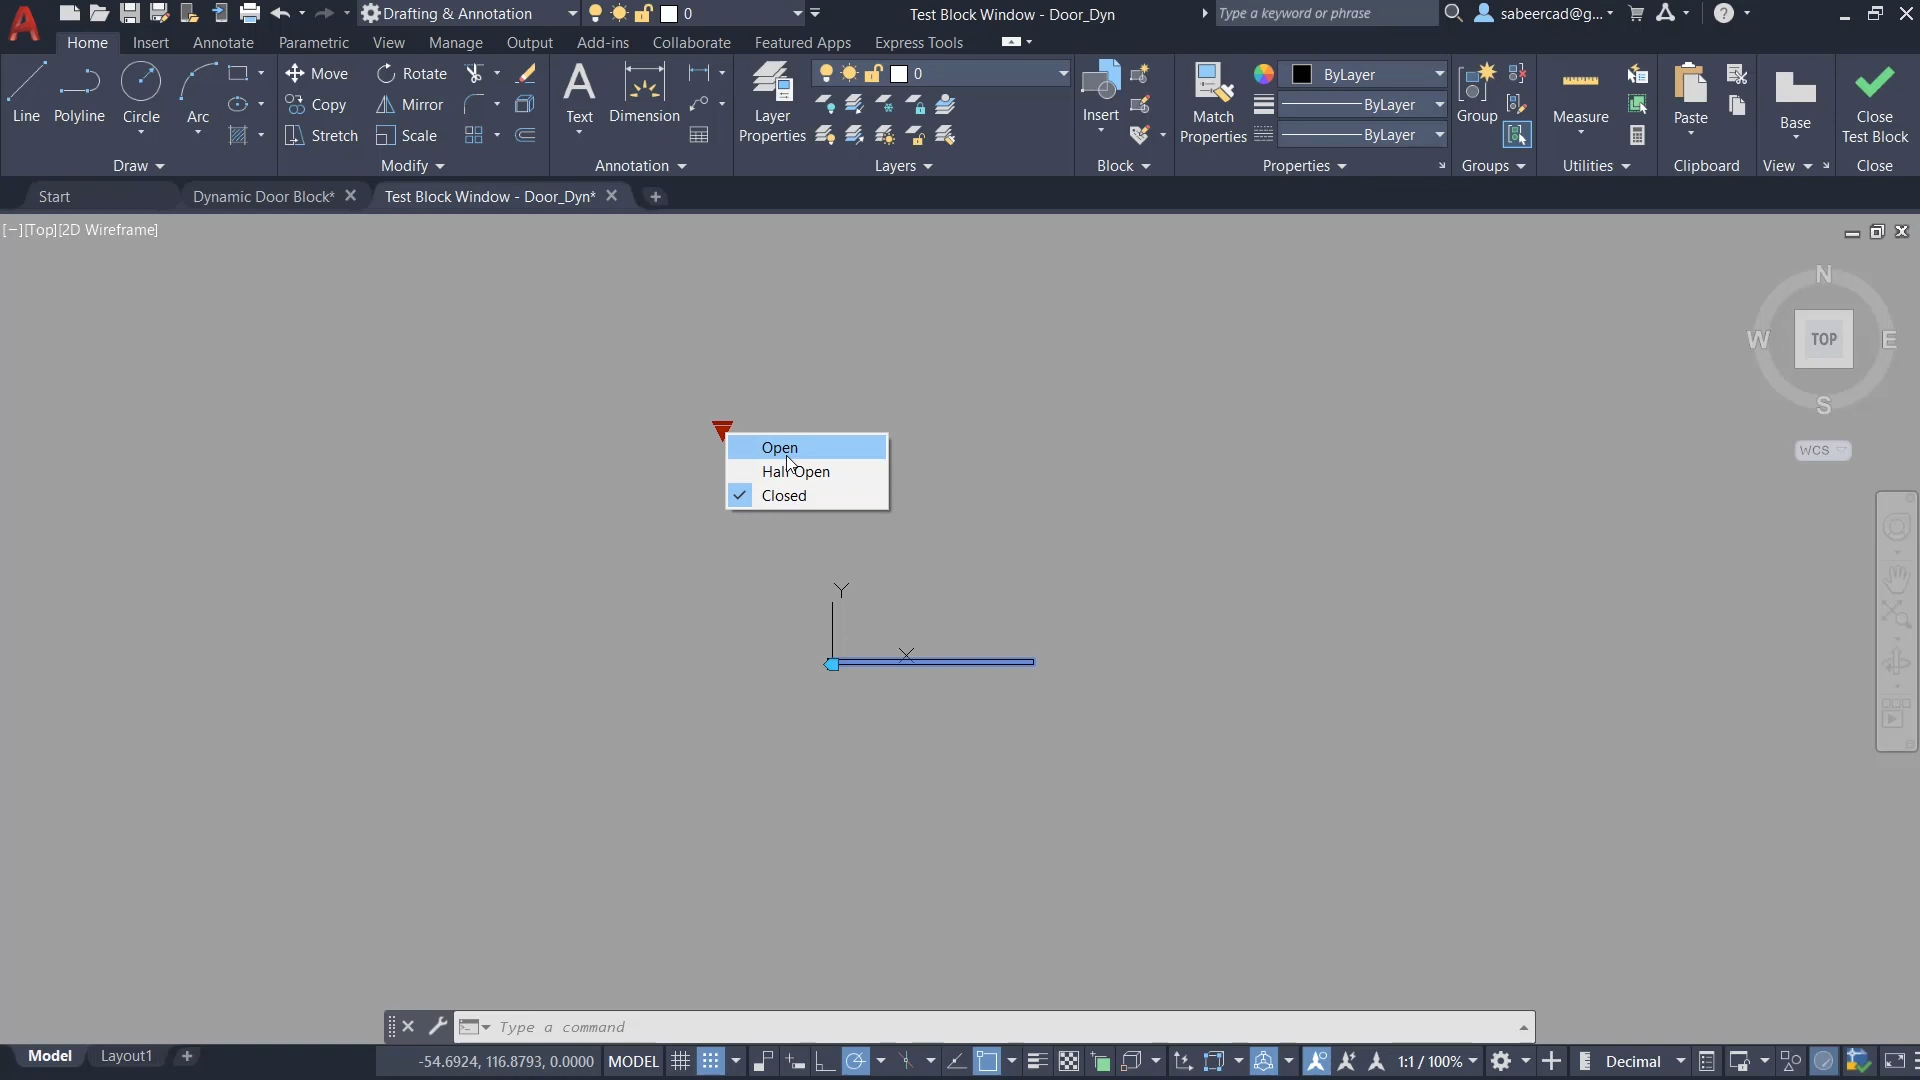 Drafting & Annotation
0
Test Block Window - Door_Dyn
Type a keyword or phrase
sabeercad@g...
Home Insert Annotate Parametric View Manage Output Add-ins Collaborate Featured Apps Express Tools
Line
Polyline
Circle
Arc
Draw
Move
Rotate
Copy
Mirror
Stretch
Scale
Modify
Text
Dimension
Annotation
Layer
Properties
0
Layers
Insert
Block
Match
Properties
ByLayer
ByLayer
ByLayer
Properties
Group
Groups
Measure
Utilities
Paste
Clipboard
Base
View
Close
Test Block
Close
Start
Dynamic Door Block*
Test Block Window - Door_Dyn*
[−][Top][2D Wireframe]
N
W
TOP
E
S
WCS
Open
Half Open
Closed
Y
X
Type a command
Model
Layout1
-54.6924, 116.8793, 0.0000
MODEL
1:1 / 100%
Decimal